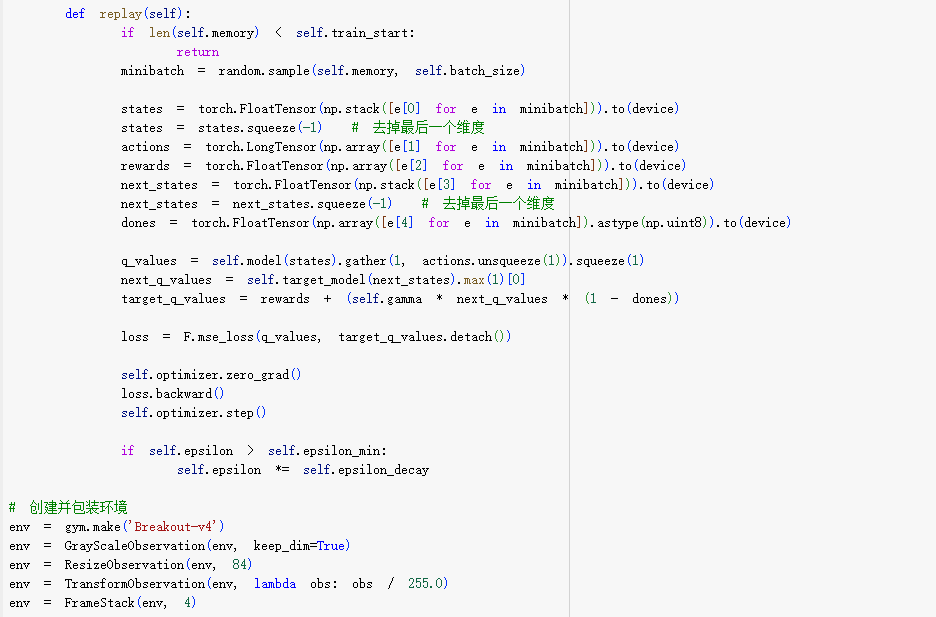 def replay(self):
if len(self.memory) < self.train_start:
return
minibatch = random.sample(self.memory, self.batch_size)
states = torch.FloatTensor(np.stack([e[0] for e in minibatch])).to(device)
states = states.squeeze(-1) # 去掉最后一个维度
actions = torch.LongTensor(np.array([e[1] for e in minibatch])).to(device)
rewards = torch.FloatTensor(np.array([e[2] for e in minibatch])).to(device)
next_states = torch.FloatTensor(np.stack([e[3] for e in minibatch])).to(device)
next_states = next_states.squeeze(-1) # 去掉最后一个维度
dones = torch.FloatTensor(np.array([e[4] for e in minibatch]).astype(np.uint8)).to(device)
q_values = self.model(states).gather(1, actions.unsqueeze(1)).squeeze(1)
next_q_values = self.target_model(next_states).max(1)[0]
target_q_values = rewards + (self.gamma * next_q_values * (1 - dones))
loss = F.mse_loss(q_values, target_q_values.detach())
self.optimizer.zero_grad()
loss.backward()
self.optimizer.step()
if self.epsilon > self.epsilon_min:
self.epsilon *= self.epsilon_decay
# 创建并包装环境
env = gym.make('Breakout-v4')
env = GrayScaleObservation(env, keep_dim=True)
env = ResizeObservation(env, 84)
env = TransformObservation(env, lambda obs: obs / 255.0)
env = FrameStack(env, 4)